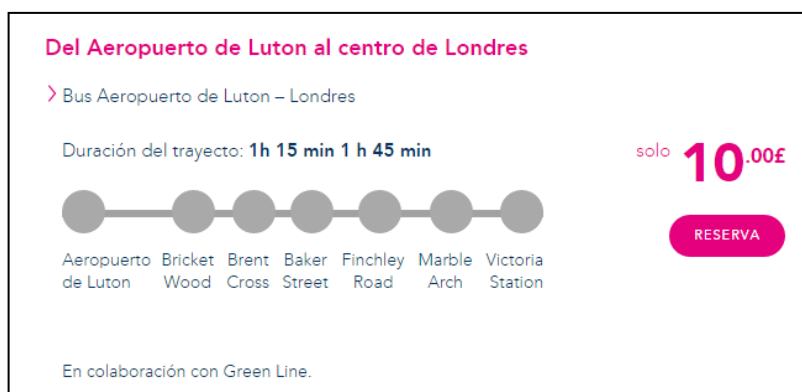 Del Aeropuerto de Luton al centro de Londres
Bus Aeropuerto de Luton – Londres
Duración del trayecto: 1h 15 min 1 h 45 min
solo 10.00£
RESERVA
Aeropuerto de Luton
Bricket Wood
Brent Cross
Baker Street
Finchley Road
Marble Arch
Victoria Station
En colaboración con Green Line.